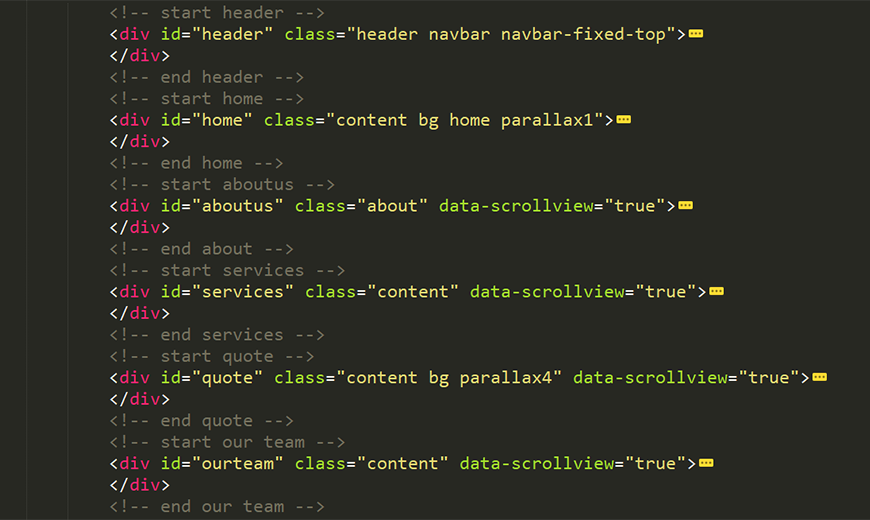 <!-- start header -->
<div id="header" class="header navbar navbar-fixed-top">
</div>
<!-- end header -->
<!-- start home -->
<div id="home" class="content bg home parallax1">
</div>
<!-- end home -->
<!-- start aboutus -->
<div id="aboutus" class="about" data-scrollview="true">
</div>
<!-- end about -->
<!-- start services -->
<div id="services" class="content" data-scrollview="true">
</div>
<!-- end services -->
<!-- start quote -->
<div id="quote" class="content bg parallax4" data-scrollview="true">
</div>
<!-- end quote -->
<!-- start our team -->
<div id="ourteam" class="content" data-scrollview="true">
</div>
<!-- end our team -->